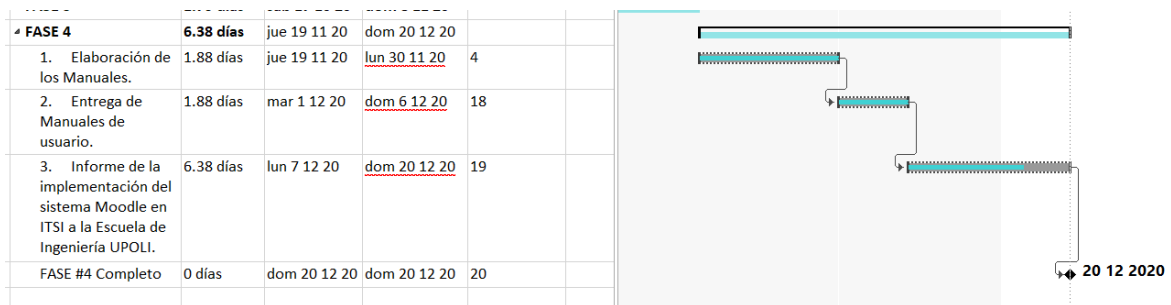 FASE 4 6.38 días jue 19 11 20 dom 20 12 20
1. Elaboración de 1.88 días jue 19 11 20 lun 30 11 20 4
los Manuales.
2. Entrega de 1.88 días mar 1 12 20 dom 6 12 20 18
Manuales de
usuario.
3. Informe de la 6.38 días lun 7 12 20 dom 20 12 20 19
implementación del
sistema Moodle en
ITSI a la Escuela de
Ingeniería UPOLI.
FASE #4 Completo 0 días dom 20 12 20 dom 20 12 20 20
20 12 2020